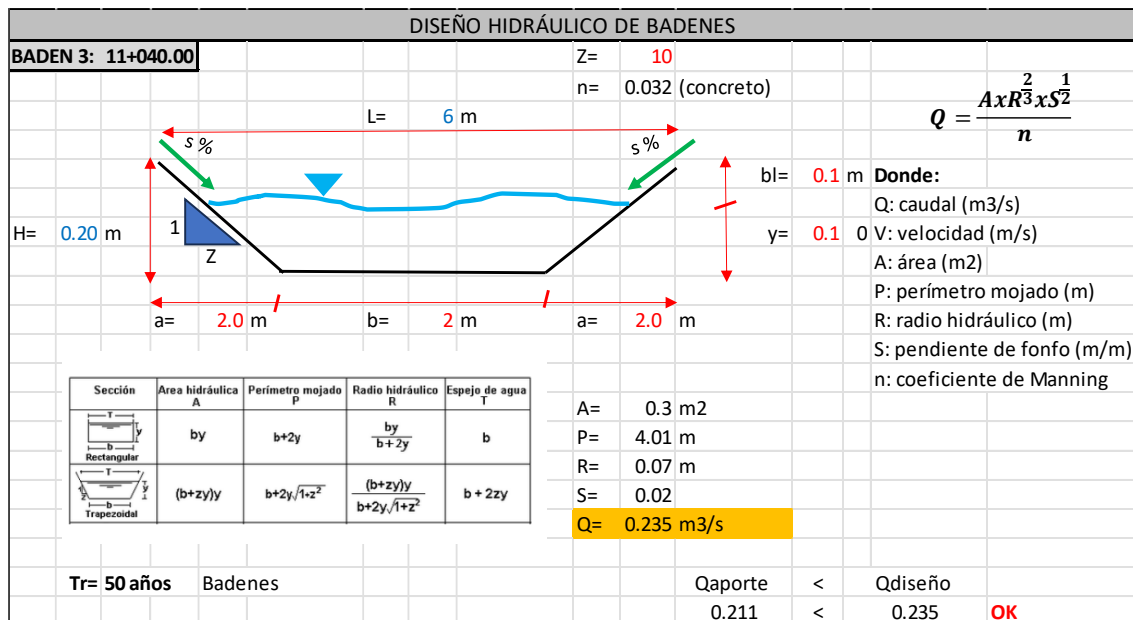 DISEÑO HIDRÁULICO DE BADENES
BADEN 3: 11+040.00 Z= 10
n= 0.032 (concreto)
Q = AxR^2/3 xS^1/2 / n
L= 6 m
s % s %
bl= 0.1 m Donde:
Q: caudal (m3/s)
H= 0.20 m 1 y= 0.1 0 V: velocidad (m/s)
Z A: área (m2)
P: perímetro mojado (m)
a= 2.0 m b= 2 m a= 2.0 m R: radio hidráulico (m)
S: pendiente de fonfo (m/m)
n: coeficiente de Manning
Sección Area hidráulica A Perímetro mojado P Radio hidráulico R Espejo de agua T
T y b Rectangular by b+2y by / b+2y b
T 1 z y b Trapezoidal (b+zy)y b+2y√1+z² (b+zy)y / b+2y√1+z² b+2zy
A= 0.3 m2
P= 4.01 m
R= 0.07 m
S= 0.02
Q= 0.235 m3/s
Tr= 50 años Badenes Qaporte < Qdiseño
0.211 < 0.235 OK